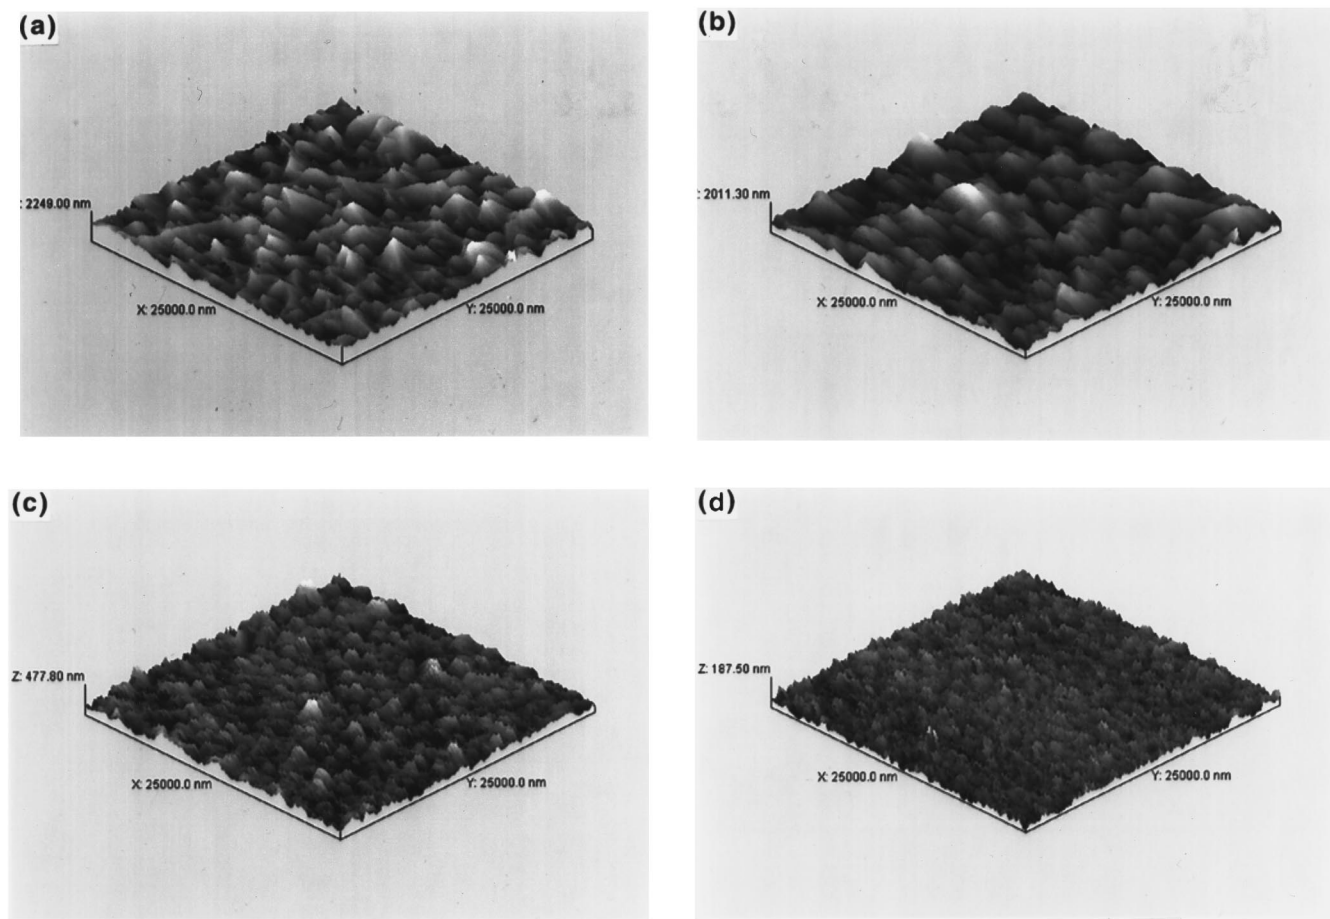 (a)
: 2249.00 nm
X: 25000.0 nm
Y: 25000.0 nm
(b)
: 2011.30 nm
X: 25000.0 nm
Y: 25000.0 nm
(c)
Z: 477.80 nm
X: 25000.0 nm
Y: 25000.0 nm
(d)
Z: 187.50 nm
X: 25000.0 nm
Y: 25000.0 nm